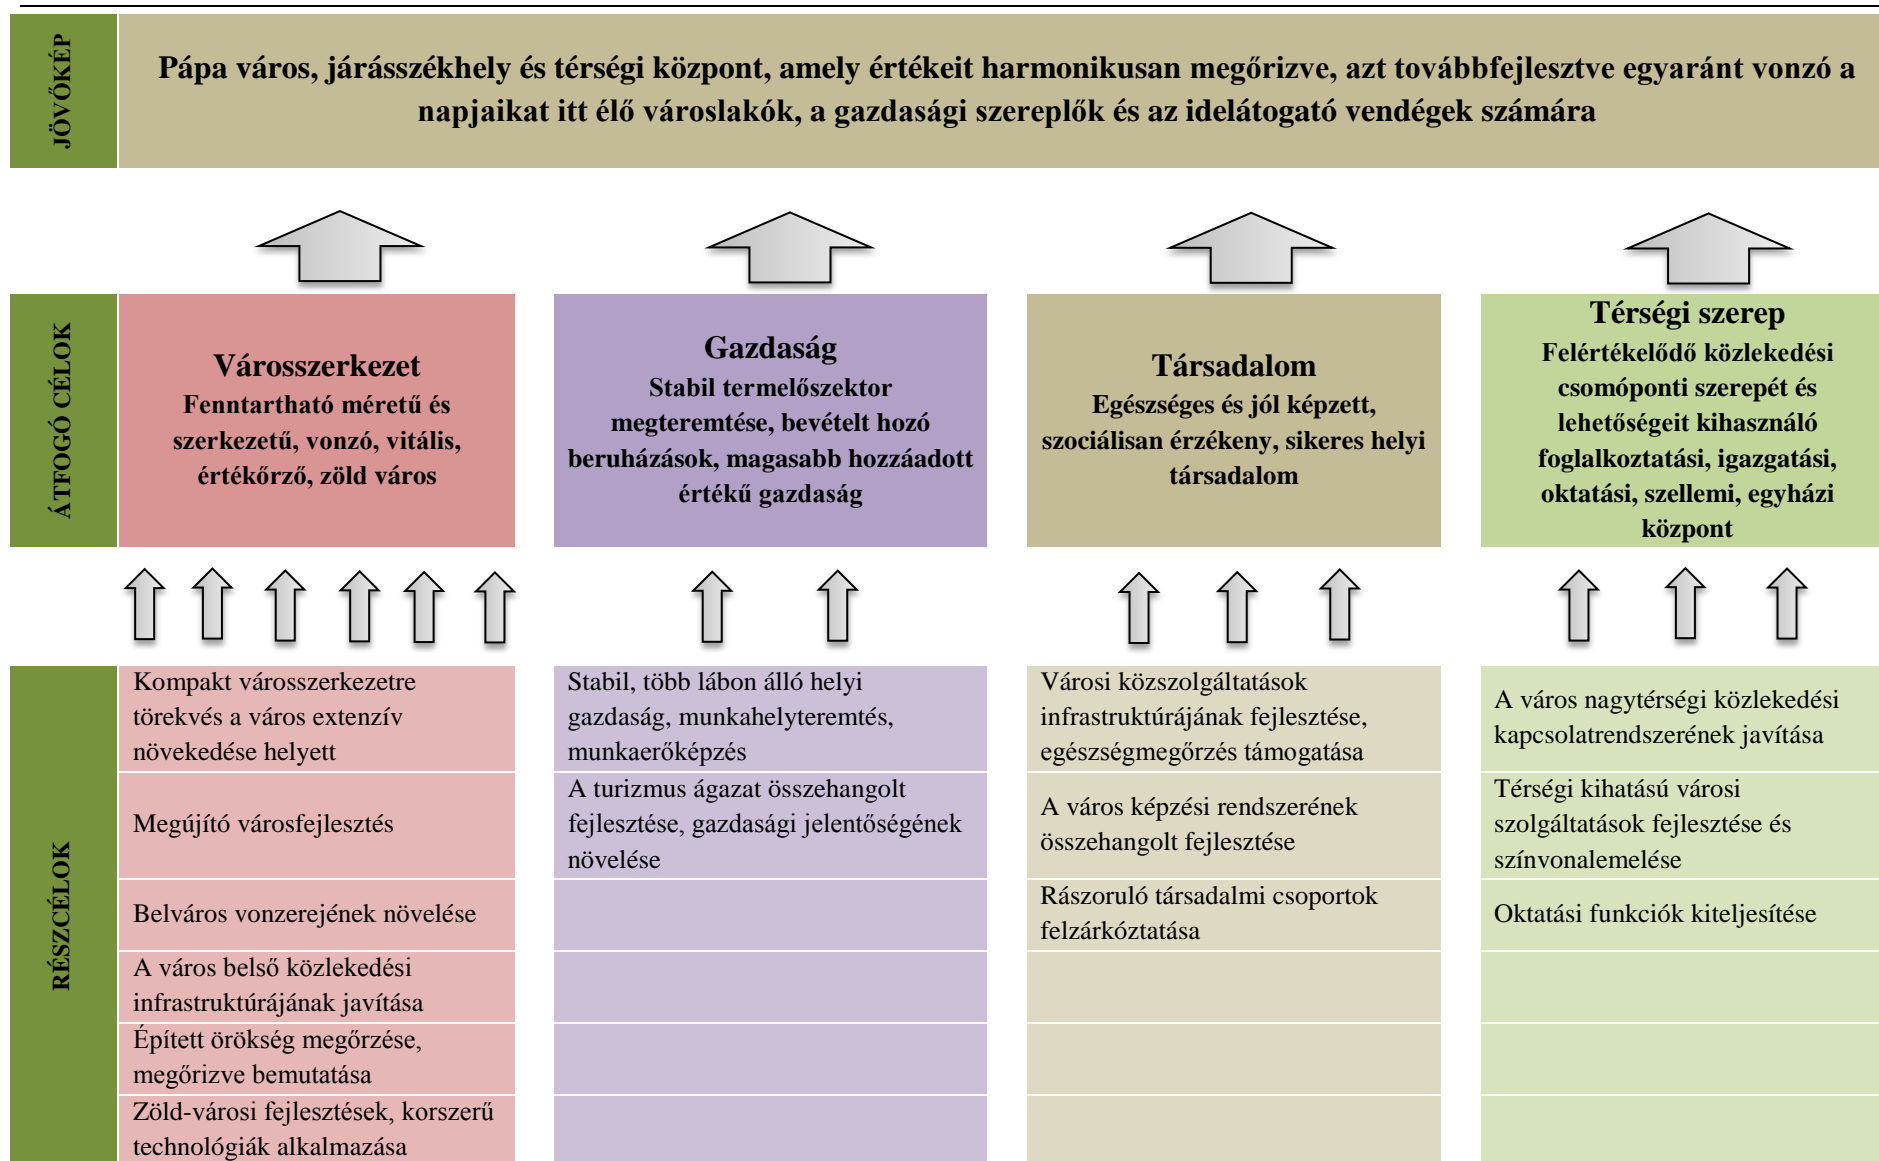 JÖVŐKÉP
Pápa város, járásszékhely és térségi központ, amely értékeit harmonikusan megőrizve, azt továbbfejlesztve egyaránt vonzó a
napjaikat itt élő városlakók, a gazdasági szereplők és az idelátogató vendégek számára
ÁTFOGÓ CÉLOK
Városszerkezet
Fenntartható méretű és
szerkezetű, vonzó, vitális,
értékőrző, zöld város
Gazdaság
Stabil termelőszektor
megteremtése, bevételt hozó
beruházások, magasabb hozzáadott
értékű gazdaság
Társadalom
Egészséges és jól képzett,
szociálisan érzékeny, sikeres helyi
társadalom
Térségi szerep
Felértékelődő közlekedési
csomóponti szerepét és
lehetőségeit kihasználó
foglalkoztatási, igazgatási,
oktatási, szellemi, egyházi
központ
RÉSZCÉLOK
Kompakt városszerkezetre
törekvés a város extenzív
növekedése helyett
Megújító városfejlesztés
Belváros vonzerejének növelése
A város belső közlekedési
infrastruktúrájának javítása
Épített örökség megőrzése,
megőrizve bemutatása
Zöld-városi fejlesztések, korszerű
technológiák alkalmazása
Stabil, több lábon álló helyi
gazdaság, munkahelyteremtés,
munkaerőképzés
A turizmus ágazat összehangolt
fejlesztése, gazdasági jelentőségének
növelése
Városi közszolgáltatások
infrastruktúrájának fejlesztése,
egészségmegőrzés támogatása
A város képzési rendszerének
összehangolt fejlesztése
Rászoruló társadalmi csoportok
felzárkóztatása
A város nagytérségi közlekedési
kapcsolatrendszerének javítása
Térségi kihatású városi
szolgáltatások fejlesztése és
színvonalemelése
Oktatási funkciók kiteljesítése